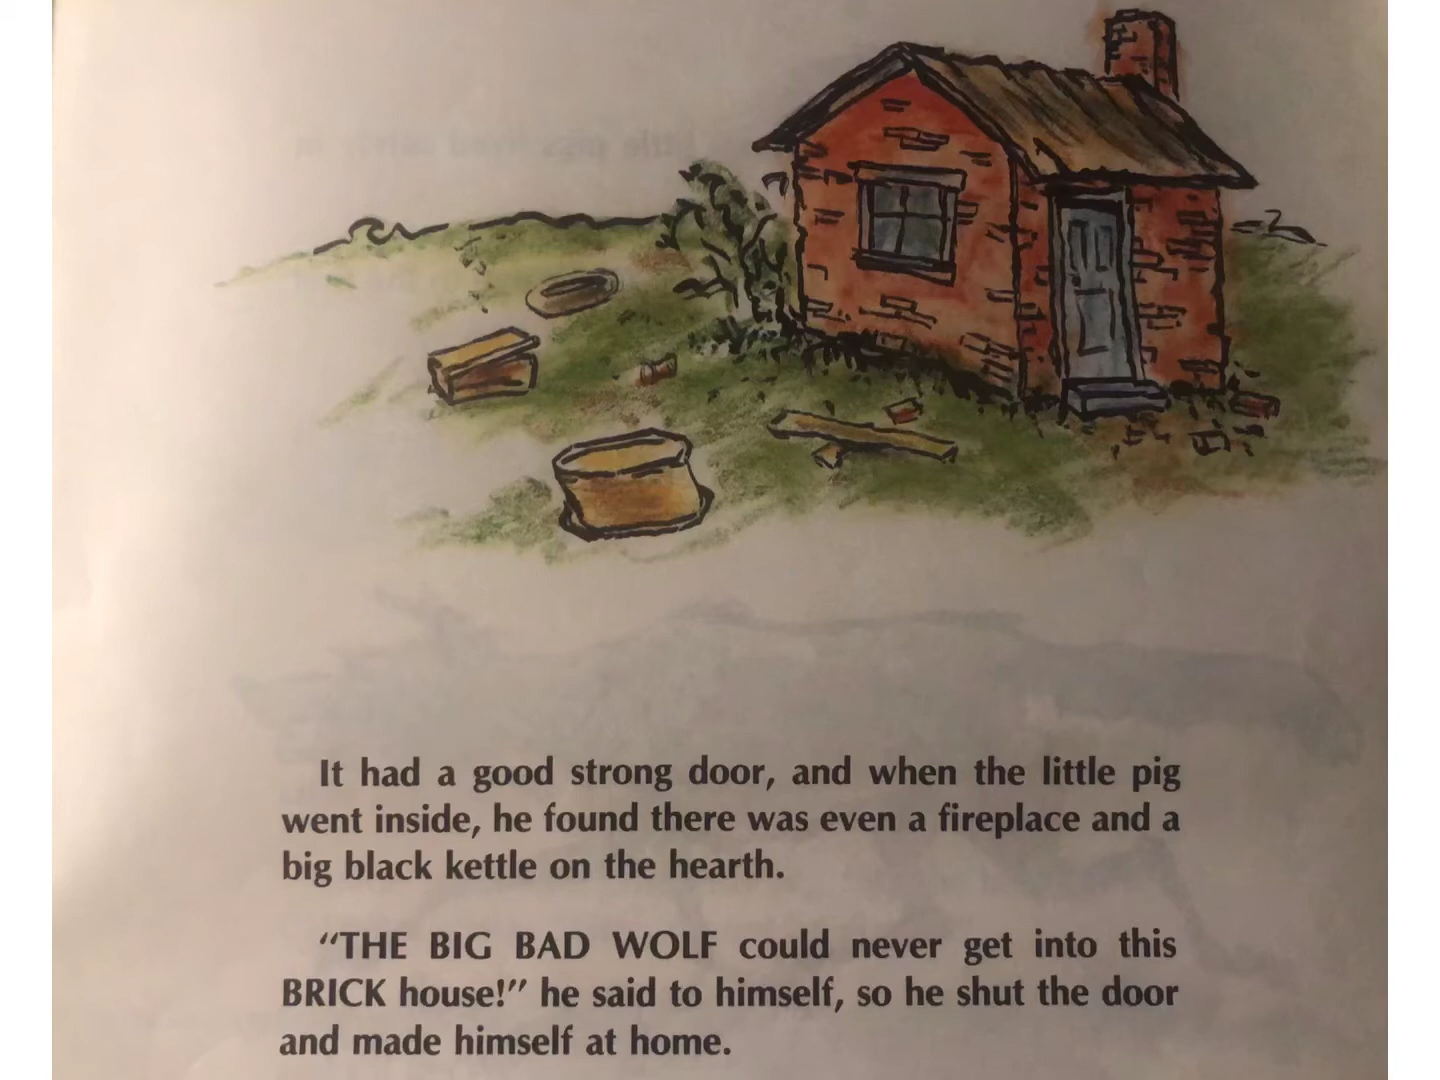 It had a good strong door, and when the little pig
went inside, he found there was even a fireplace and a
big black kettle on the hearth.
"THE BIG BAD WOLF could never get into this
BRICK house!" he said to himself, so he shut the door
and made himself at home.